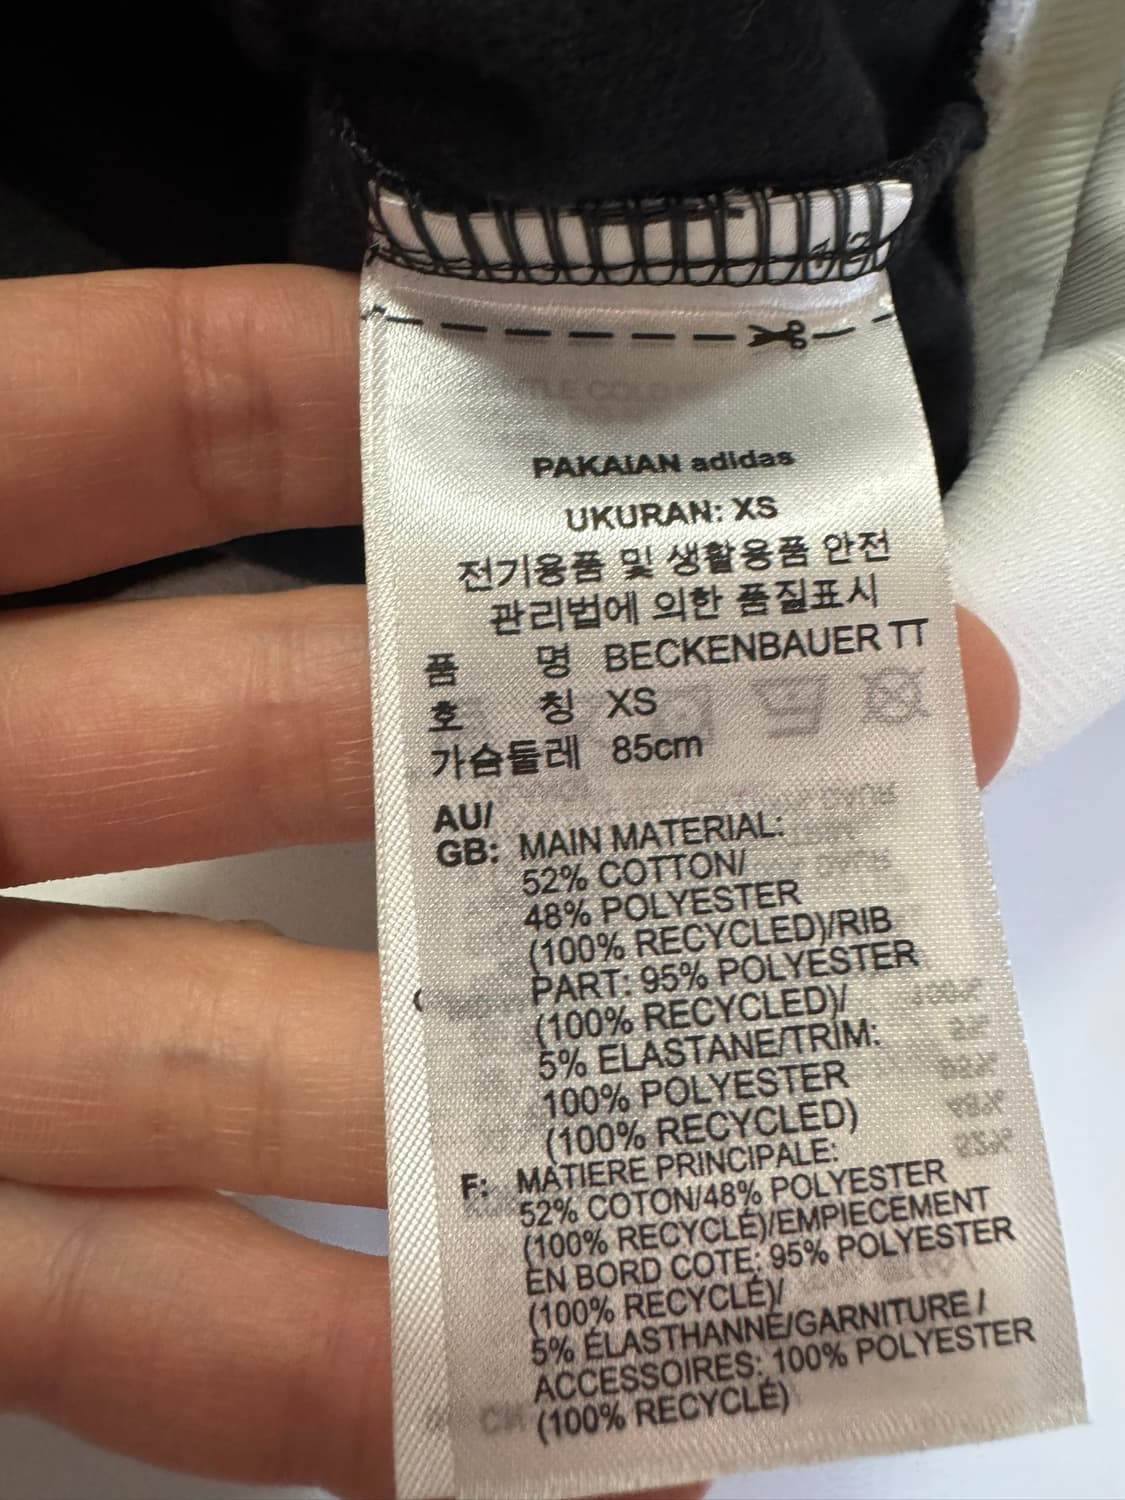 PAKAIAN adidas
UKURAN: XS
전기용품 및 생활용품 안전
관리법에 의한 품질표시
품 명 BECKENBAUER TT
호 칭 XS
가슴둘레 85cm
AU/
GB: MAIN MATERIAL:
52% COTTON/
48% POLYESTER
(100% RECYCLED)/RIB
PART: 95% POLYESTER
(100% RECYCLED)/
5% ELASTANE/TRIM:
100% POLYESTER
(100% RECYCLED)
F: MATIERE PRINCIPALE:
52% COTON/48% POLYESTER
(100% RECYCLÉ)/EMPIECEMENT
EN BORD COTE: 95% POLYESTER
(100% RECYCLÉ)/
5% ÉLASTHANNE/GARNITURE /
ACCESSOIRES: 100% POLYESTER
(100% RECYCLÉ)